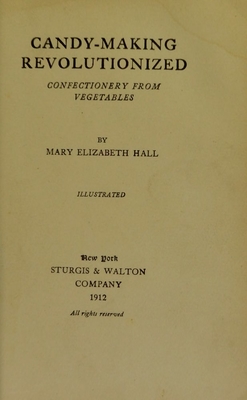 CANDY-MAKING
REVOLUTIONIZED
CONFECTIONERY FROM
VEGETABLES
BY
MARY ELIZABETH HALL
ILLUSTRATED
New York
STURGIS & WALTON
COMPANY
1912
All rights reserved